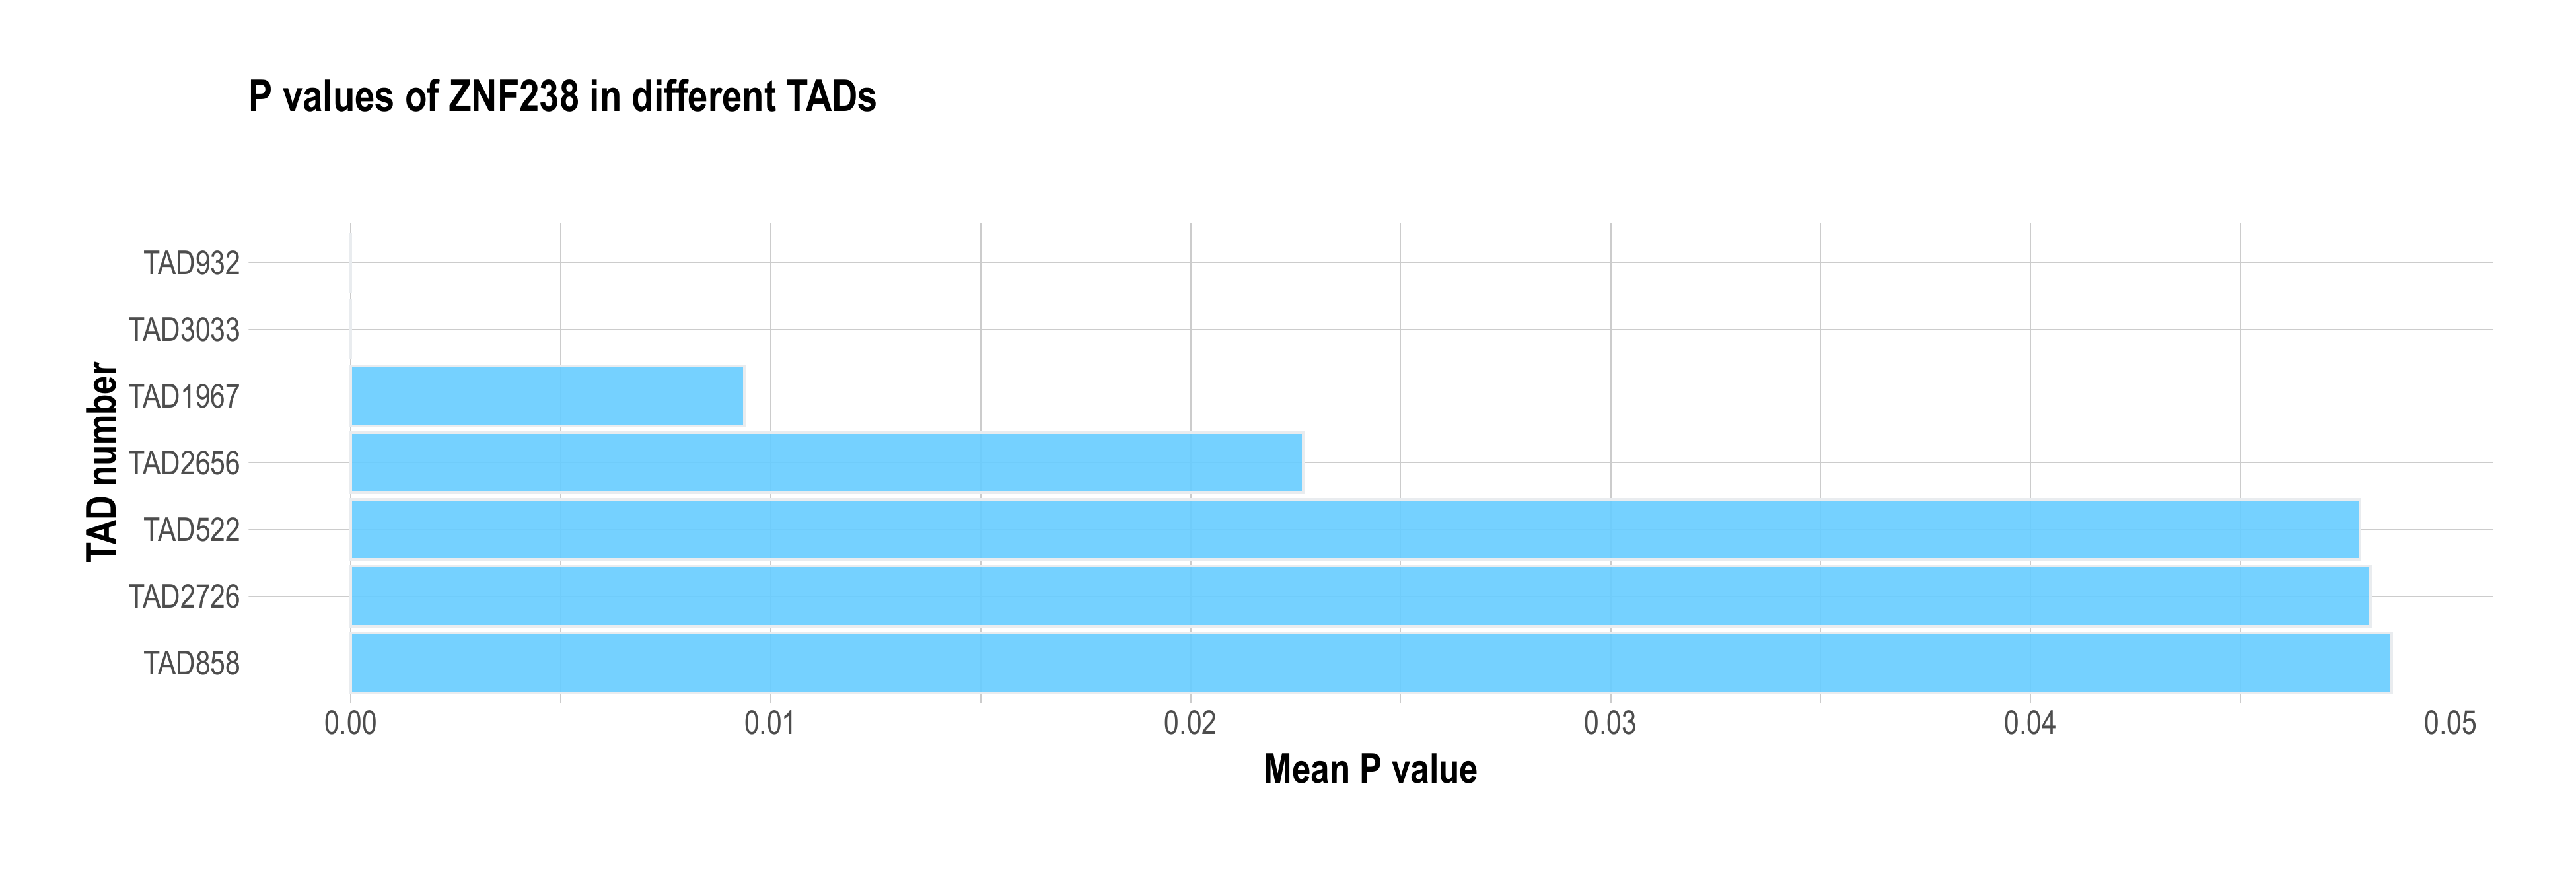 P values of ZNF238 in different TADs
TAD number
TAD932
TAD3033
TAD1967
TAD2656
TAD522
TAD2726
TAD858
0.00 0.01 0.02 0.03 0.04 0.05
Mean P value